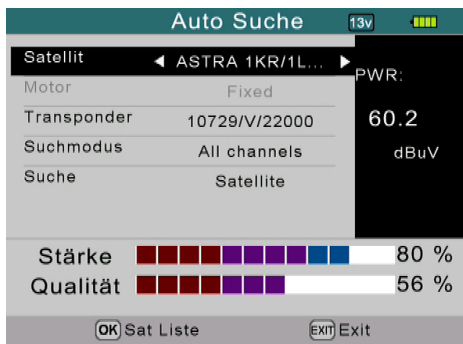 Auto Suche 13v
Satellit ASTRA 1KR/1L...
Motor Fixed
Transponder 10729/V/22000
Suchmodus All channels
Suche Satellite
PWR:
60.2
dBuV
Stärke 80 %
Qualität 56 %
OK Sat Liste EXIT Exit